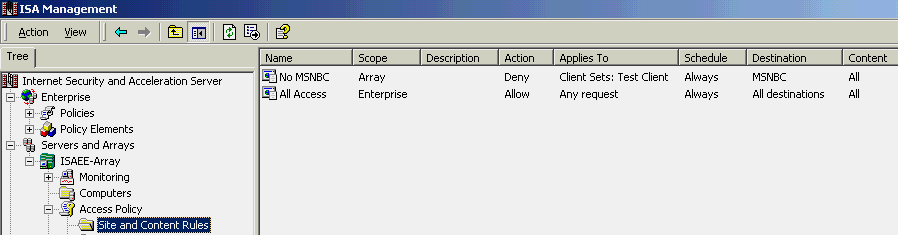 ISA Management
Action View
Tree
Internet Security and Acceleration Server
Enterprise
Policies
Policy Elements
Servers and Arrays
ISAEE-Array
Monitoring
Computers
Access Policy
Site and Content Rules
Name Scope Description Action Applies To Schedule Destination Content
No MSNBC Array Deny Client Sets: Test Client Always MSNBC All
All Access Enterprise Allow Any request Always All destinations All